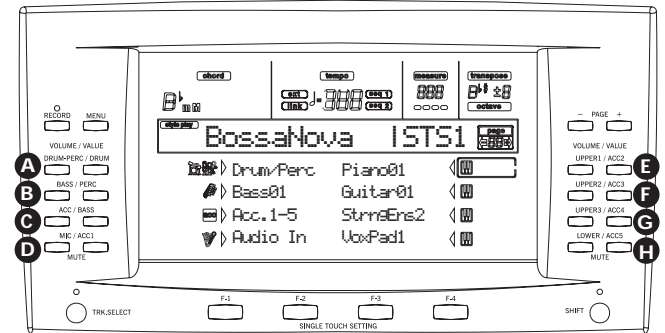 chord tempo measure transpose
ext seq 1
link seq 2
octave
RECORD MENU
- PAGE +
style play BossaNova |STS1 page
VOLUME / VALUE
VOLUME / VALUE
A DRUM-PERC / DRUM
Drum/Perc Piano01
UPPER1 / ACC2 E
B BASS / PERC
Bass01 Guitar01
UPPER2 / ACC3 F
C ACC / BASS
Acc.1-5 StrngEns2
UPPER3 / ACC4 G
D MIC / ACC1
Audio In VoxPad1
LOWER / ACC5 H
MUTE
MUTE
TRK.SELECT
F-1 F-2 F-3 F-4
SHIFT
SINGLE TOUCH SETTING